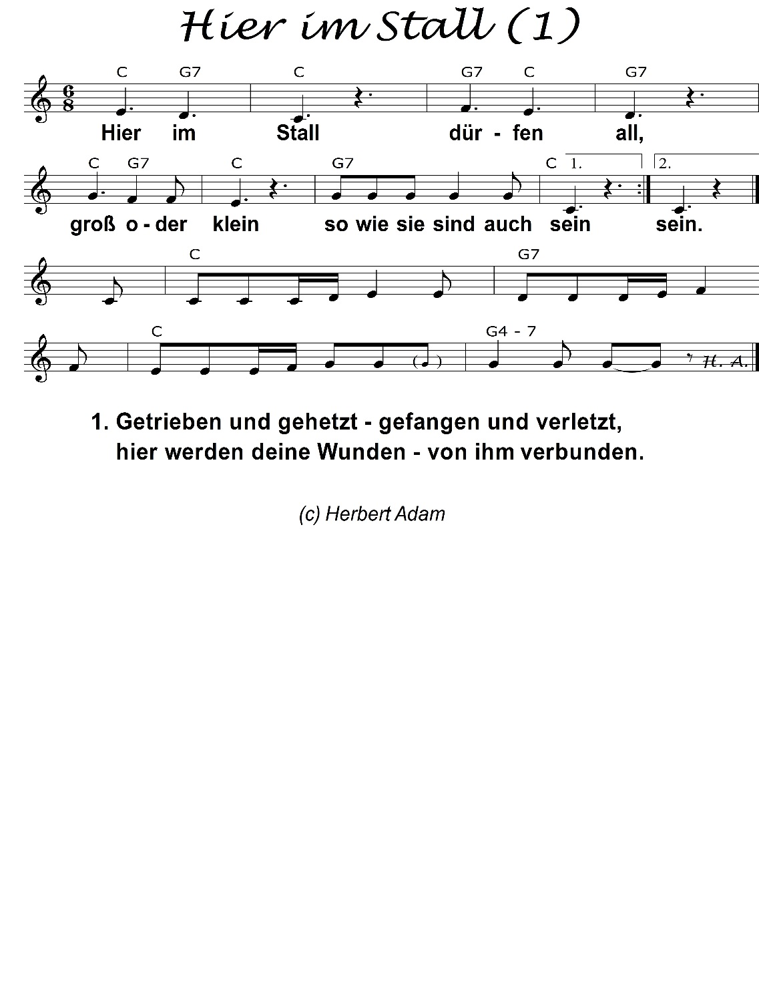 Hier im Stall (1)
C G7 C G7 C G7
Hier im Stall dür - fen all,
C G7 C G7 C 1. 2.
groß o - der klein so wie sie sind auch sein sein.
C G7
C G4 - 7
H. A.
1. Getrieben und gehetzt - gefangen und verletzt,
hier werden deine Wunden - von ihm verbunden.
(c) Herbert Adam